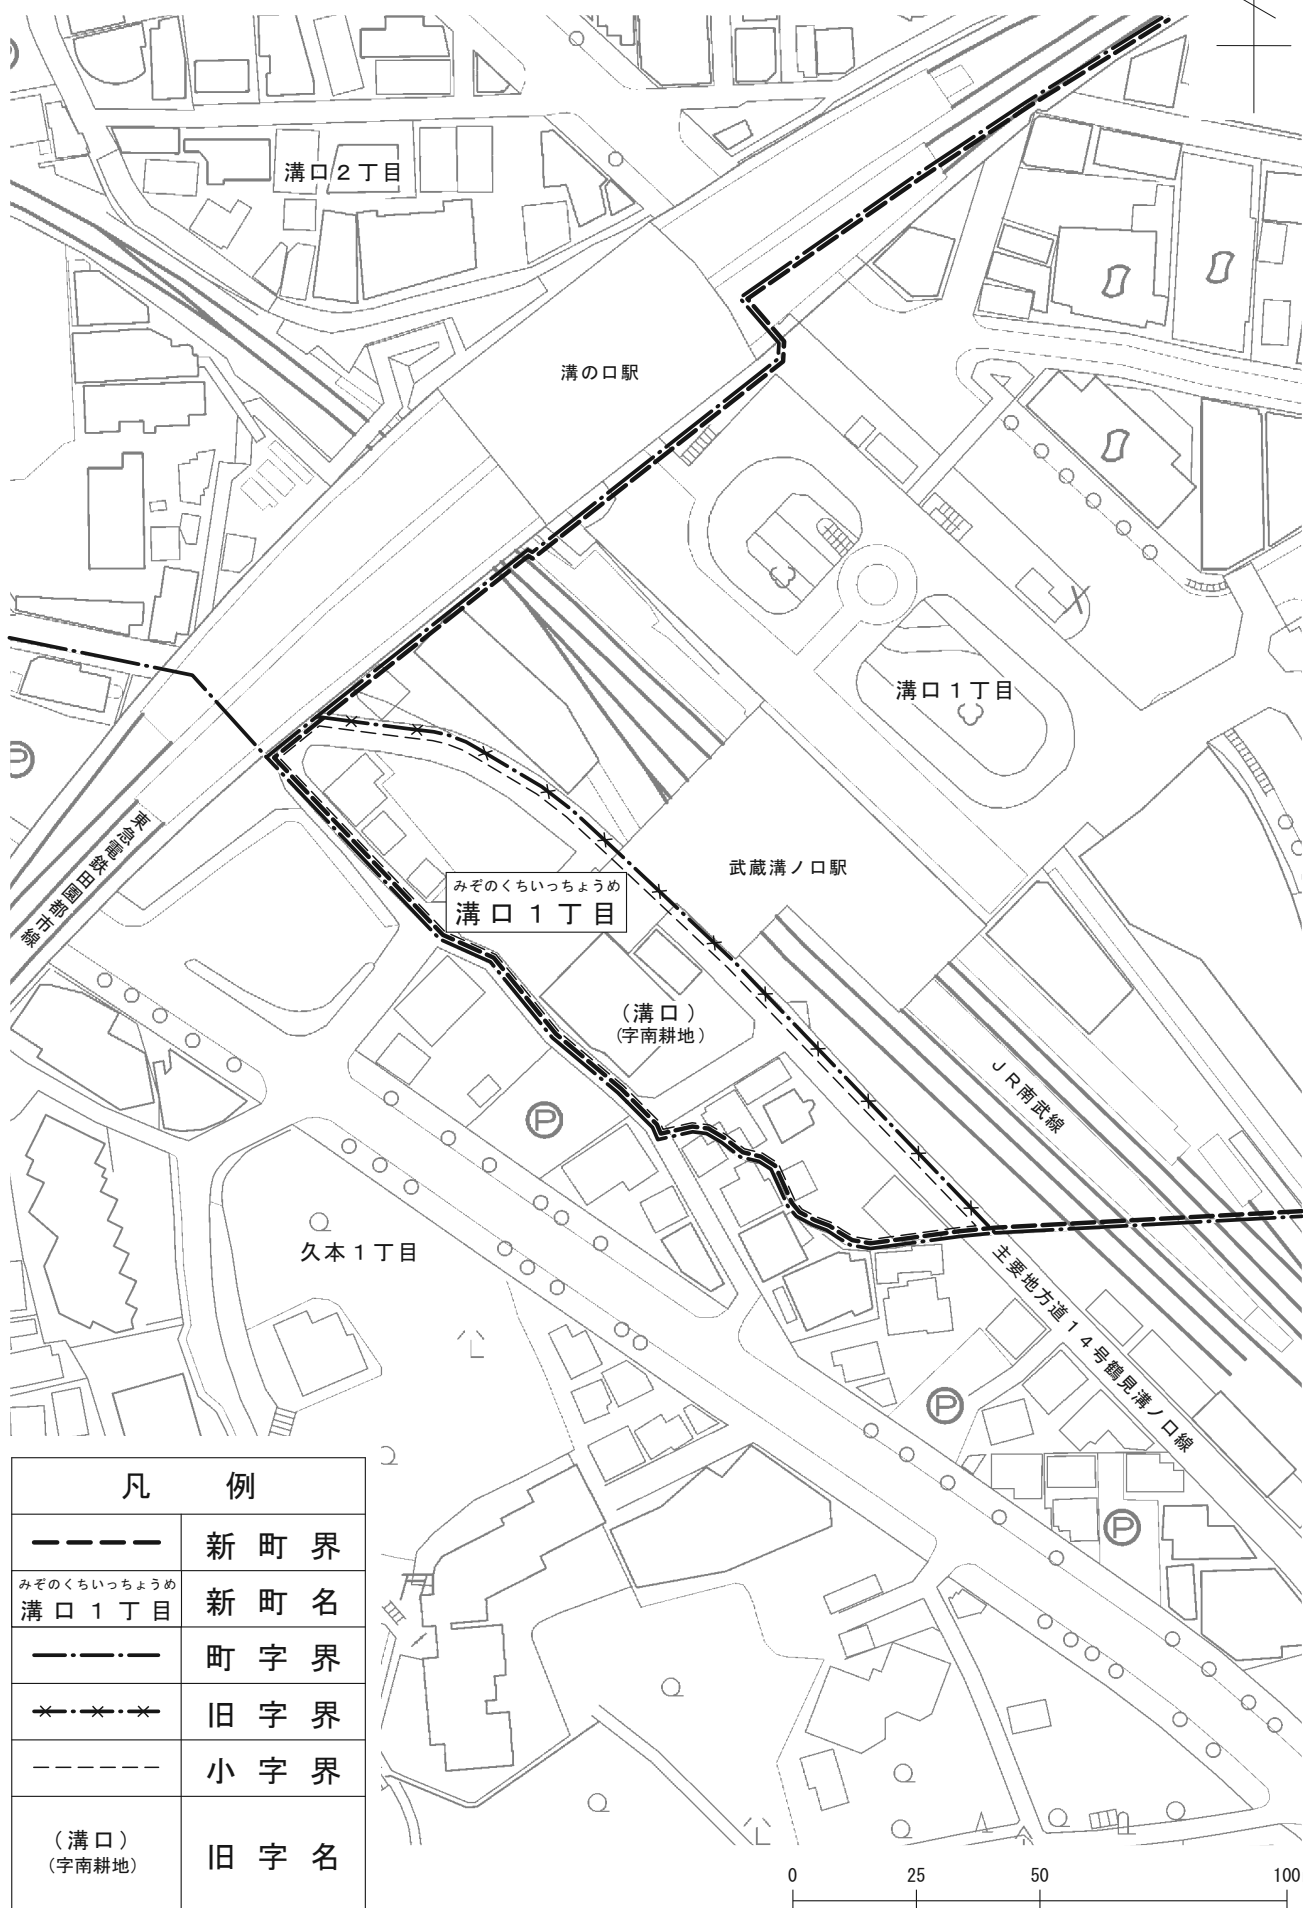 溝口２丁目
溝の口駅
溝口１丁目
東急電鉄田園都市線
武蔵溝ノ口駅
みぞのくちいっちょうめ
溝口１丁目
（溝口）
（字南耕地）
ＪＲ南武線
Ｐ
Ｐ
久本１丁目
主要地方道１４号鶴見溝ノ口線
Ｐ
Ｐ
凡例
新町界
みぞのくちいっちょうめ
溝口１丁目 新町名
町字界
旧字界
小字界
（溝口）
（字南耕地） 旧字名
0 25 50 100